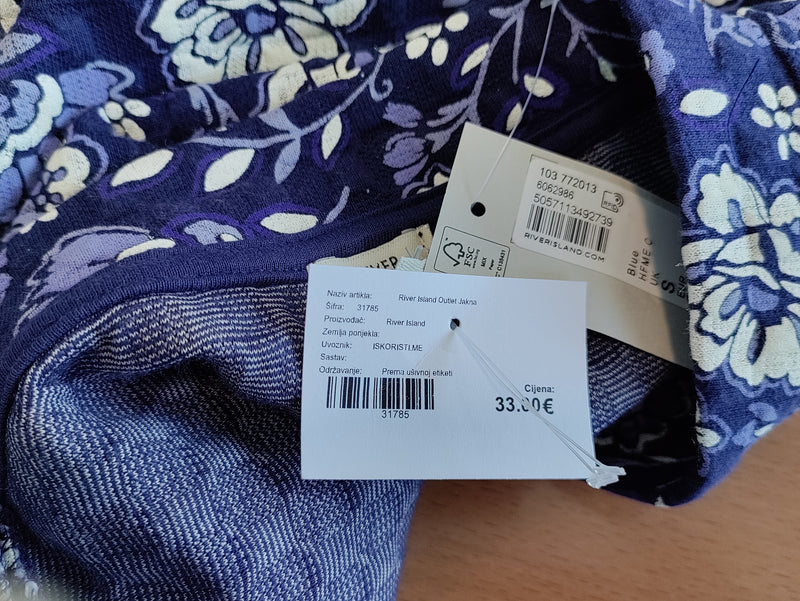 103 772013
6062986
5057113492739
RIVERISLAND.COM
FSC
MIX
Blue
UK S
Naziv artikla: River Island Outlet Jakna
Šifra: 31785
Proizvođač: River Island
Zemlja porijekla:
Uvoznik: ISKORISTI.ME
Sastav:
Održavanje: Prema ušivnoj etiketi
31785
Cijena:
33.00€